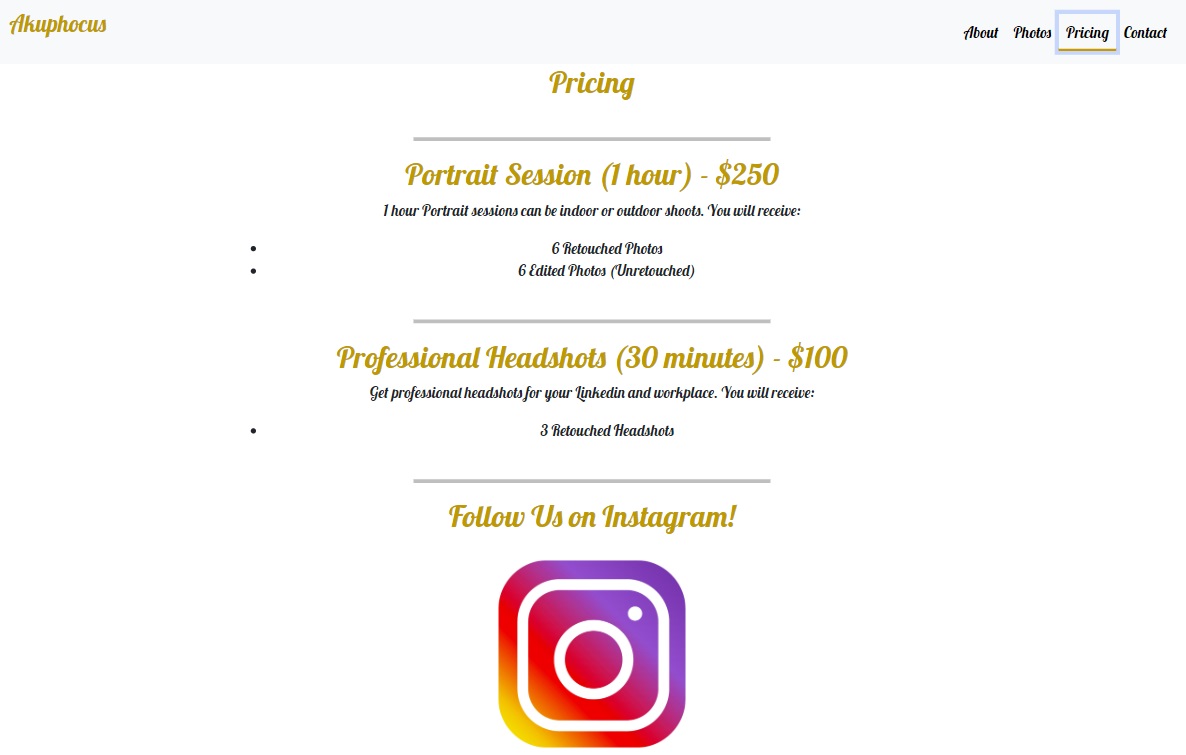 Akuphocus
About Photos Pricing Contact
Pricing
Portrait Session (1 hour) - $250
1 hour Portrait sessions can be indoor or outdoor shoots. You will receive:
• 6 Retouched Photos
• 6 Edited Photos (Unretouched)
Professional Headshots (30 minutes) - $100
Get professional headshots for your Linkedin and workplace. You will receive:
• 3 Retouched Headshots
Follow Us on Instagram!